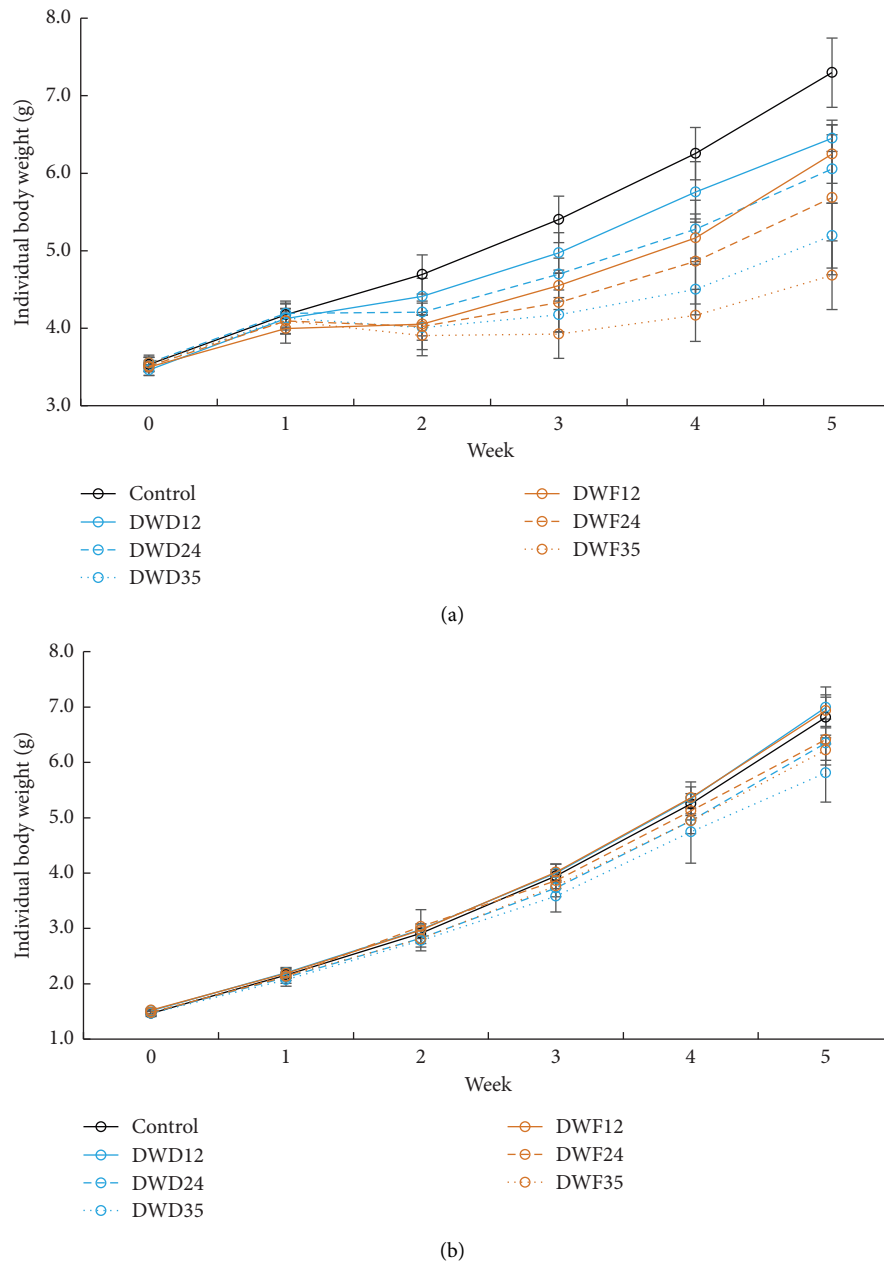 8.0
7.0
6.0
5.0
4.0
3.0
Individual body weight (g)
0 1 2 3 4 5
Week
Control
DWD12
DWD24
DWD35
DWF12
DWF24
DWF35
(a)
8.0
7.0
6.0
5.0
4.0
3.0
2.0
1.0
Individual body weight (g)
0 1 2 3 4 5
Week
Control
DWD12
DWD24
DWD35
DWF12
DWF24
DWF35
(b)